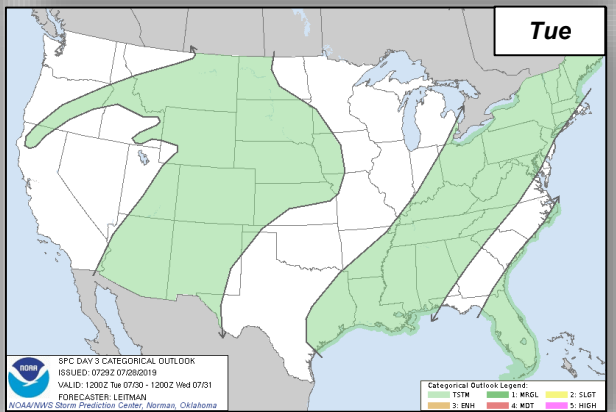 Tue
SPC DAY 3 CATEGORICAL OUTLOOK
ISSUED: 0729Z 07/28/2019
VALID: 1200Z Tue 07/30 - 1200Z Wed 07/31
FORECASTER: LEITMAN
NOAA/NWS Storm Prediction Center, Norman, Oklahoma
NOAA
Categorical Outlook Legend:
TSTM 1: MRGL 2: SLGT
3: ENH 4: MDT 5: HIGH